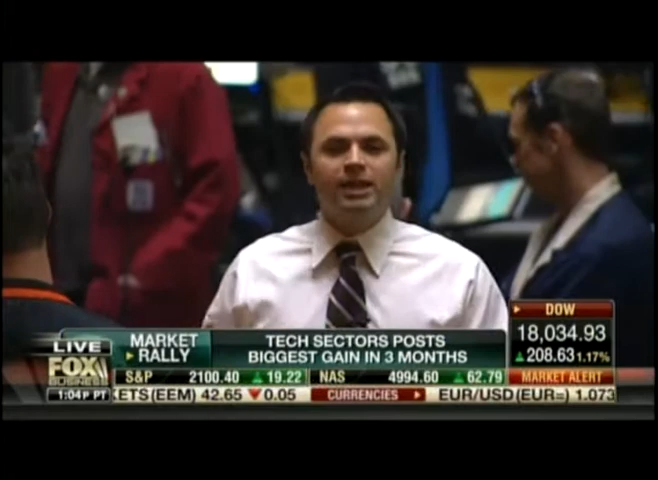 LIVE
FOX
BUSINESS
1:04 P PT
MARKET
RALLY
TECH SECTORS POSTS
BIGGEST GAIN IN 3 MONTHS
DOW
18,034.93
208.63 1.17%
MARKET ALERT
S&P 2100.40 19.22 NAS 4994.60 62.79
KETS(EEM) 42.65 0.05 CURRENCIES EUR/USD(EUR=) 1.073